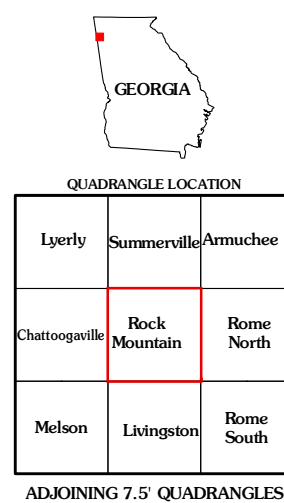 GEORGIA
QUADRANGLE LOCATION
Lyerly
Summerville
Armuchee
Chattoogaville
Rock
Mountain
Rome
North
Melson
Livingston
Rome
South
ADJOINING 7.5' QUADRANGLES